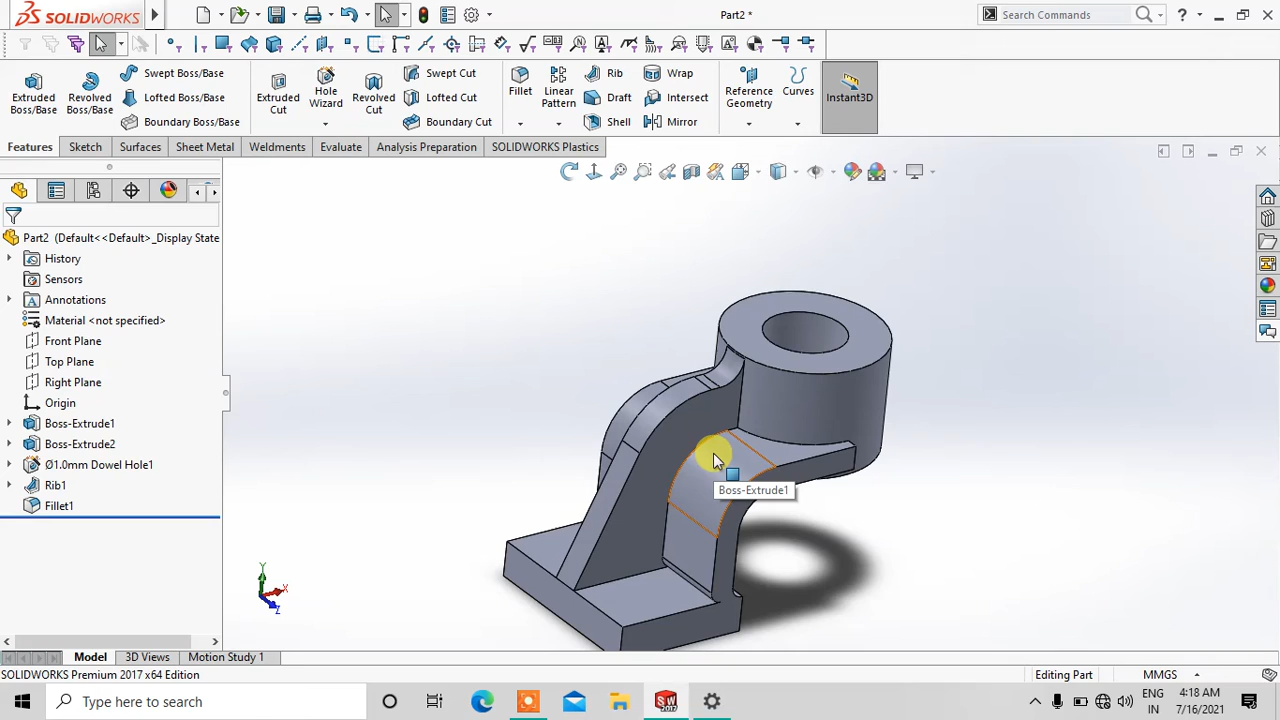 SOLIDWORKS
Part2 *
Search Commands
?
Extruded Boss/Base
Revolved Boss/Base
Swept Boss/Base
Lofted Boss/Base
Boundary Boss/Base
Extruded Cut
Hole Wizard
Revolved Cut
Swept Cut
Lofted Cut
Boundary Cut
Fillet
Linear Pattern
Rib
Draft
Shell
Wrap
Intersect
Mirror
Reference Geometry
Curves
Instant3D
Features
Sketch
Surfaces
Sheet Metal
Weldments
Evaluate
Analysis Preparation
SOLIDWORKS Plastics
Part2 (Default<<Default>_Display State
History
Sensors
Annotations
Material <not specified>
Front Plane
Top Plane
Right Plane
Origin
Boss-Extrude1
Boss-Extrude2
Ø1.0mm Dowel Hole1
Rib1
Fillet1
Boss-Extrude1
Y
X
Z
Model
3D Views
Motion Study 1
SOLIDWORKS Premium 2017 x64 Edition
Editing Part
MMGS
Type here to search
SW
2017
ENG
IN
4:18 AM
7/16/2021